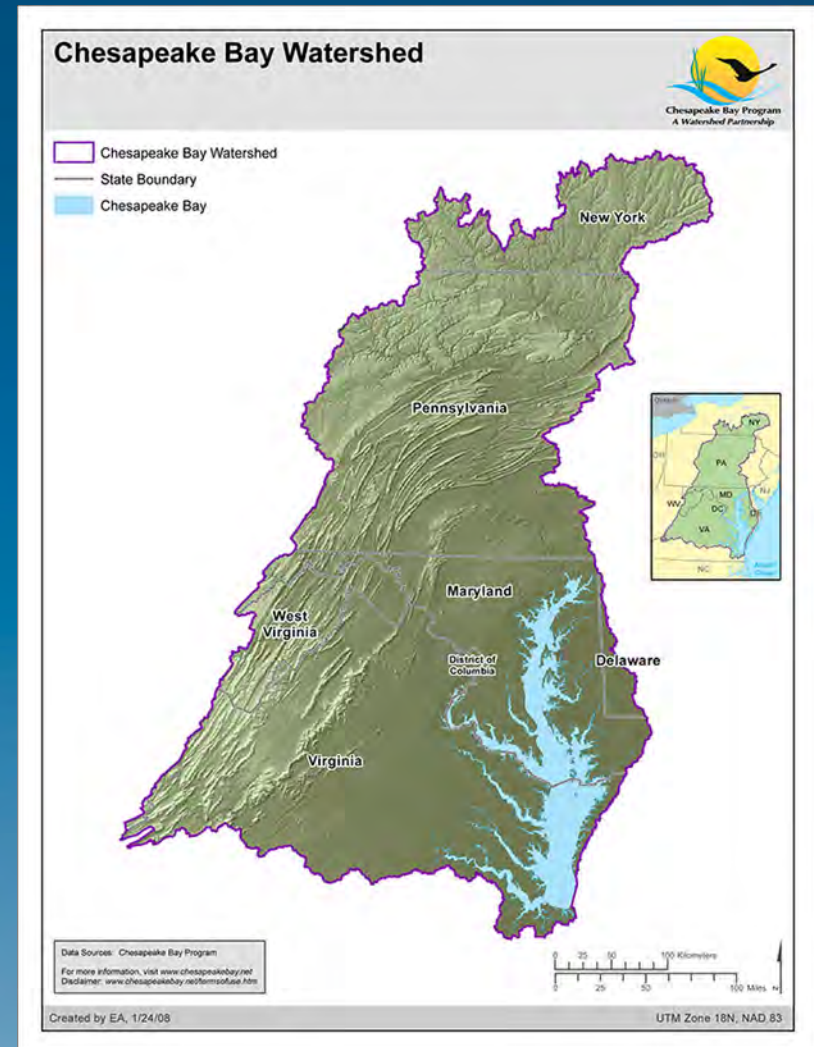 Chesapeake Bay Watershed
Chesapeake Bay Program
A Watershed Partnership
Chesapeake Bay Watershed
State Boundary
Chesapeake Bay
New York
Pennsylvania
NY
PA
OH
NJ
MD
WV
DC
DE
VA
NC
Maryland
West
Virginia
District of
Columbia
Delaware
Virginia
Data Sources: Chesapeake Bay Program
For more information, visit www.chesapeakebay.net
Disclaimer: www.chesapeakebay.net/termsofuse.htm
0 25 50 100 Kilometers
0 25 50 100 Miles
N
Created by EA, 1/24/08
UTM Zone 18N, NAD 83